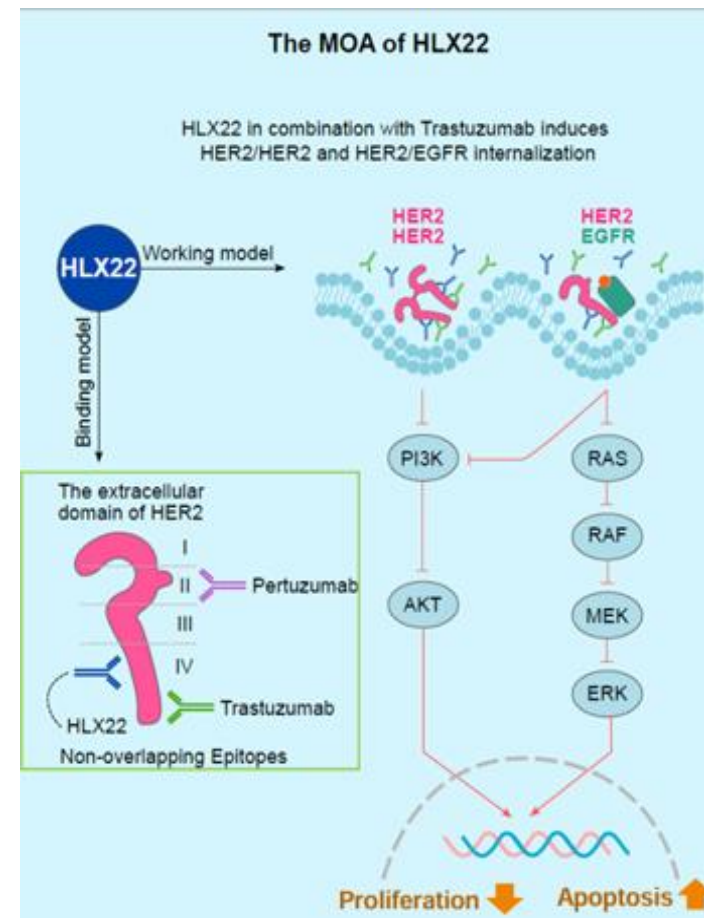 The MOA of HLX22
HLX22 in combination with Trastuzumab induces
HER2/HER2 and HER2/EGFR internalization
HER2
HER2
HER2
EGFR
HLX22
Working model
Binding model
The extracellular
domain of HER2
I
II
Pertuzumab
III
IV
Trastuzumab
HLX22
Non-overlapping Epitopes
PI3K
RAS
RAF
AKT
MEK
ERK
Proliferation
Apoptosis